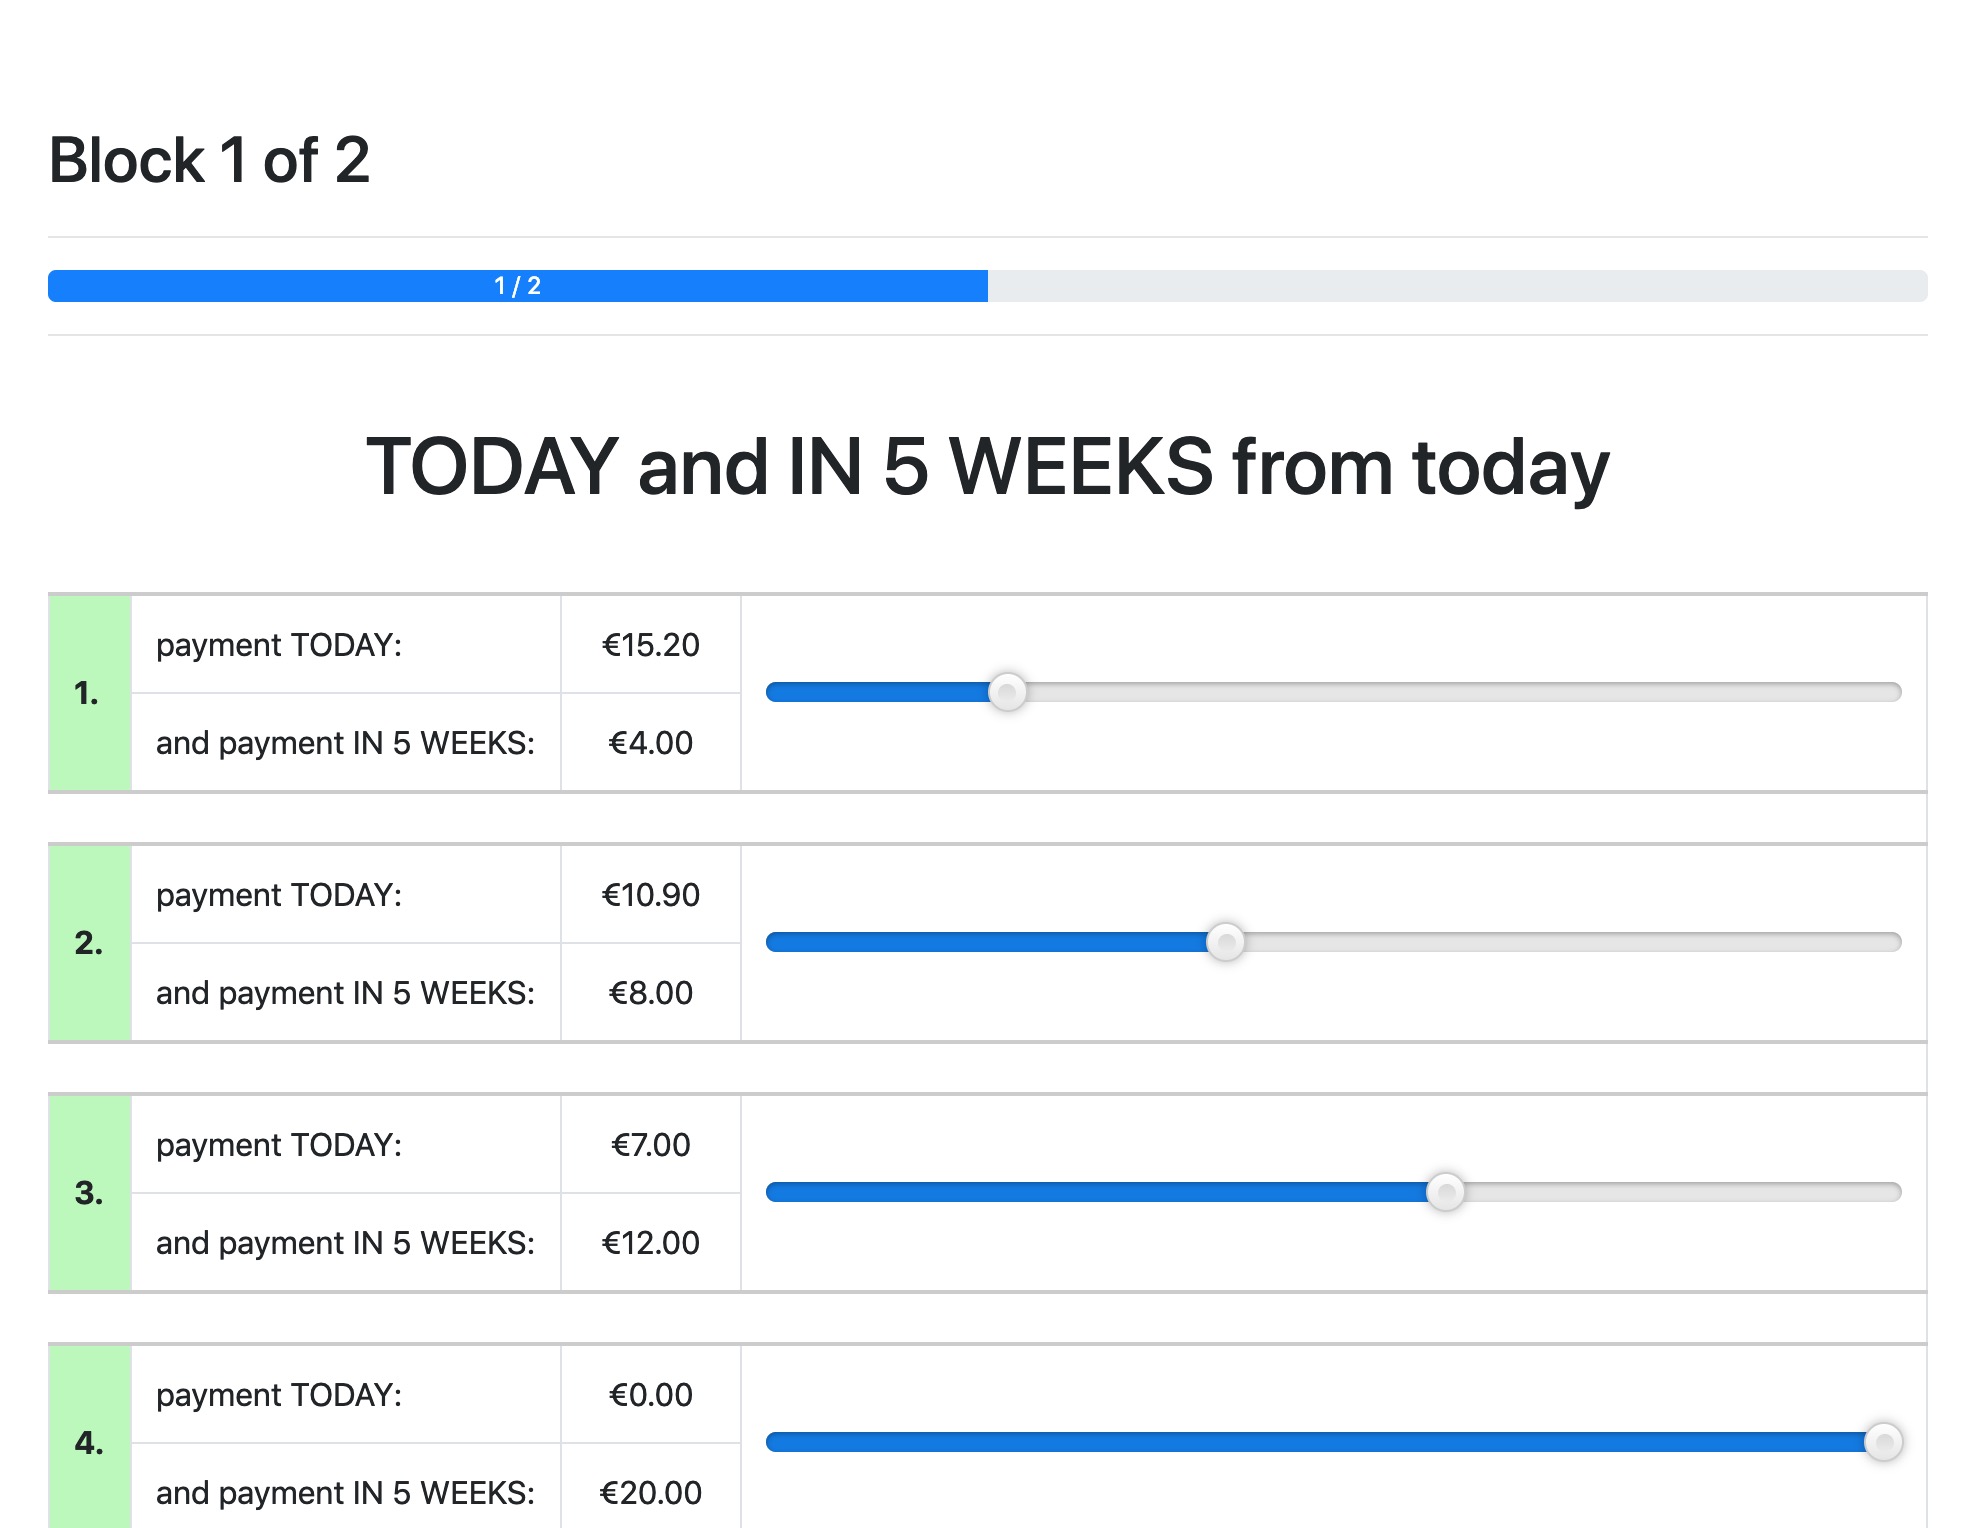 Block 1 of 2
1 / 2
TODAY and IN 5 WEEKS from today
1.
payment TODAY: €15.20
and payment IN 5 WEEKS: €4.00
2.
payment TODAY: €10.90
and payment IN 5 WEEKS: €8.00
3.
payment TODAY: €7.00
and payment IN 5 WEEKS: €12.00
4.
payment TODAY: €0.00
and payment IN 5 WEEKS: €20.00